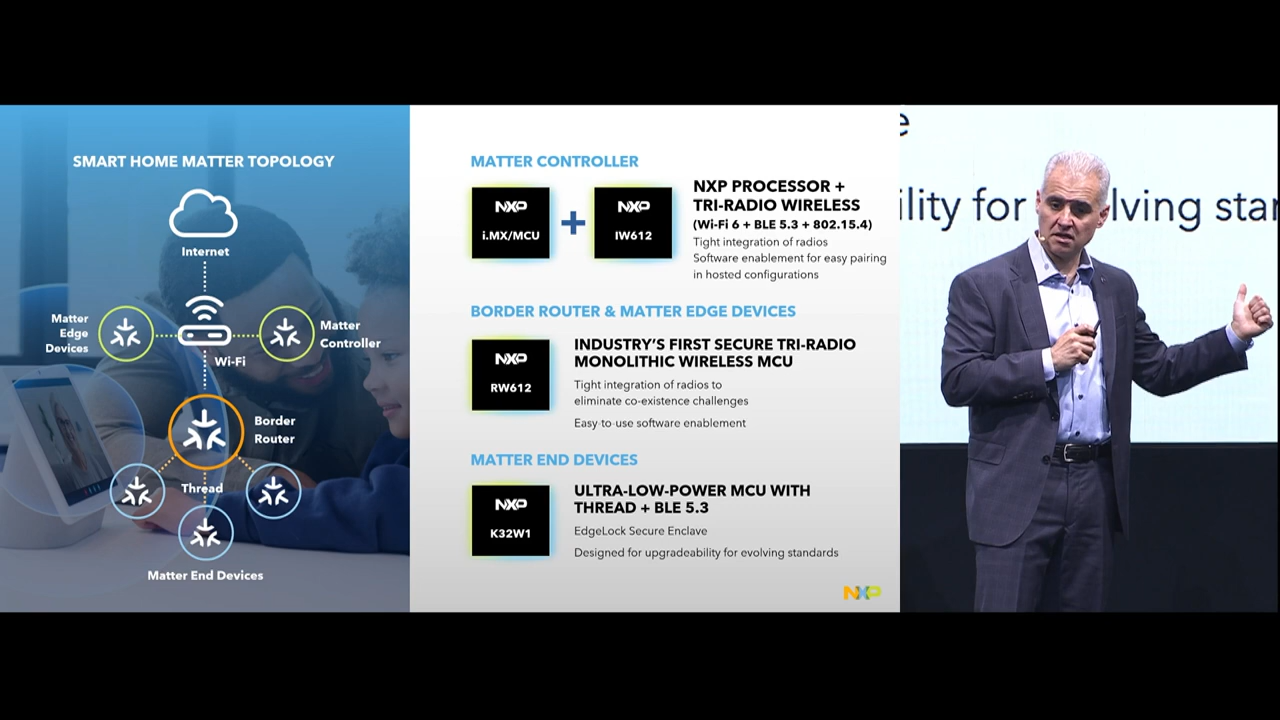 SMART HOME MATTER TOPOLOGY
Internet
Matter
Edge
Devices
Matter
Controller
Wi-Fi
Border
Router
Thread
Matter End Devices
MATTER CONTROLLER
NXP
i.MX/MCU
+
NXP
IW612
NXP PROCESSOR +
TRI-RADIO WIRELESS
(Wi-Fi 6 + BLE 5.3 + 802.15.4)
Tight integration of radios
Software enablement for easy pairing
in hosted configurations
BORDER ROUTER & MATTER EDGE DEVICES
NXP
RW612
INDUSTRY'S FIRST SECURE TRI-RADIO
MONOLITHIC WIRELESS MCU
Tight integration of radios to
eliminate co-existence challenges
Easy-to-use software enablement
MATTER END DEVICES
NXP
K32W1
ULTRA-LOW-POWER MCU WITH
THREAD + BLE 5.3
EdgeLock Secure Enclave
Designed for upgradeability for evolving standards
NXP
e
ility for lving star